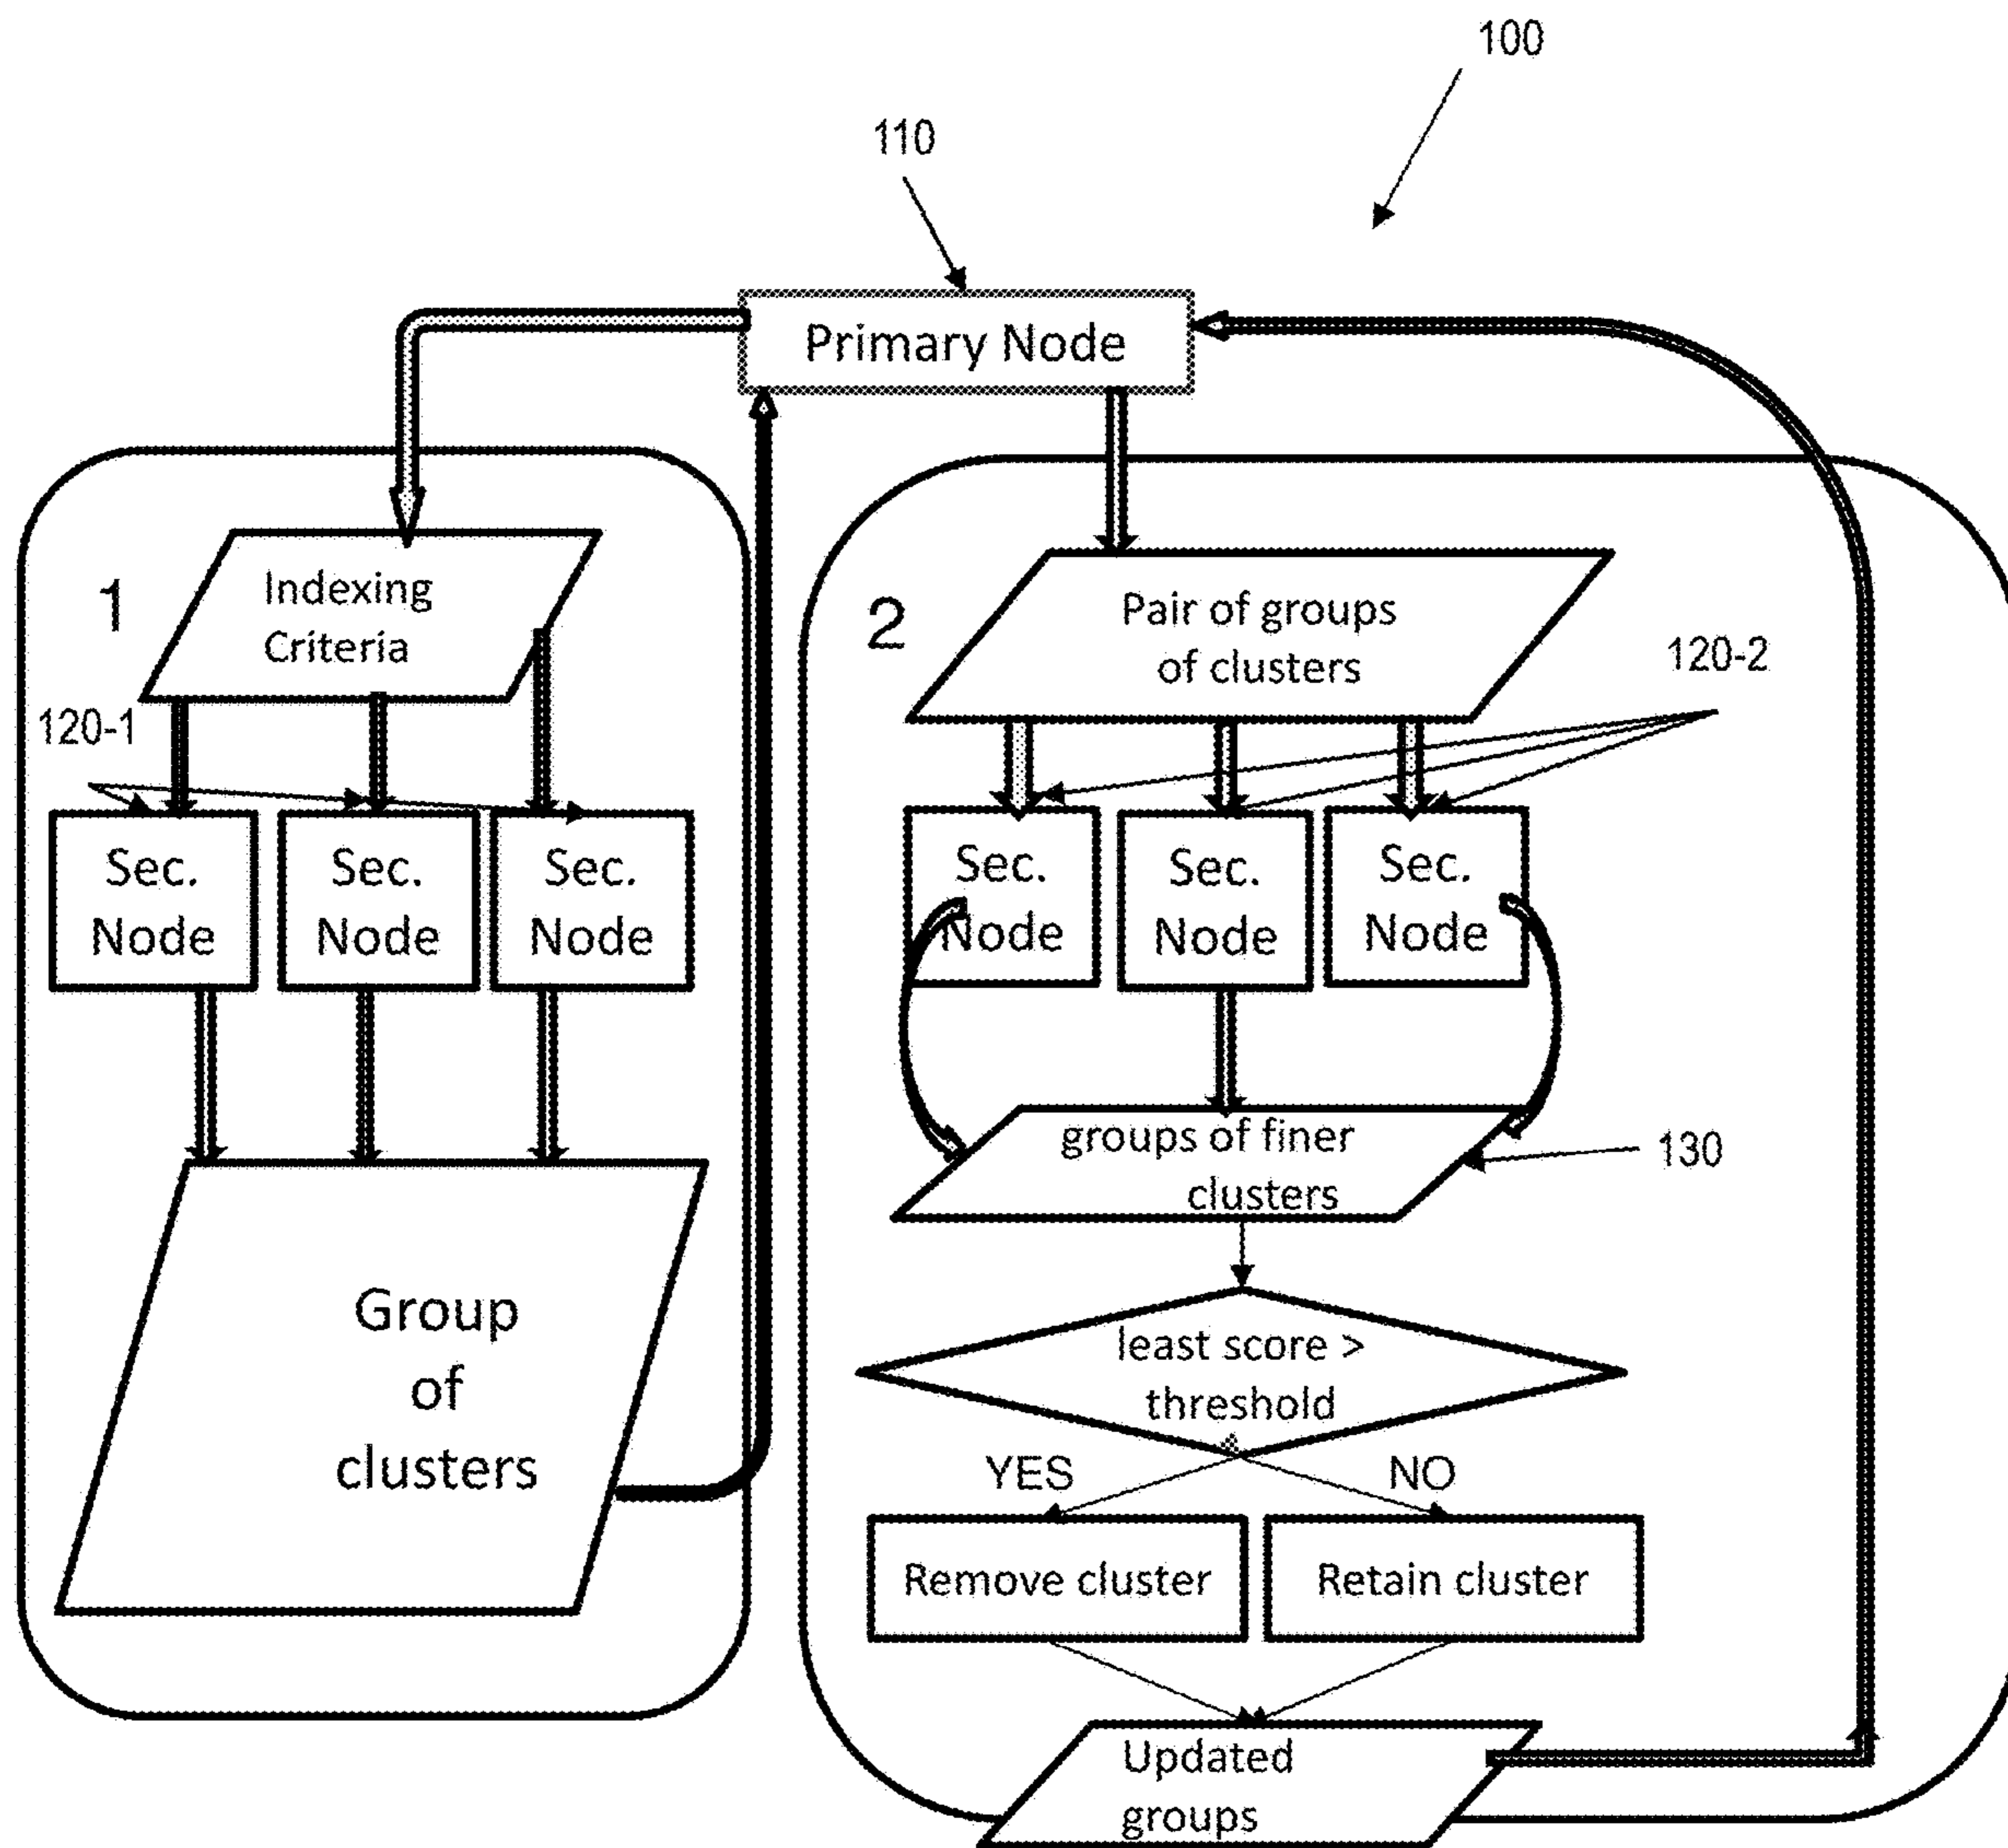 100
110
Primary Node
1
Indexing
Criteria
120-1
Sec.
Node
Sec.
Node
Sec.
Node
Group
of
clusters
2
Pair of groups
of clusters
120-2
Sec.
Node
Sec.
Node
Sec.
Node
groups of finer
clusters
130
least score >
threshold
YES
NO
Remove cluster
Retain cluster
Updated
groups